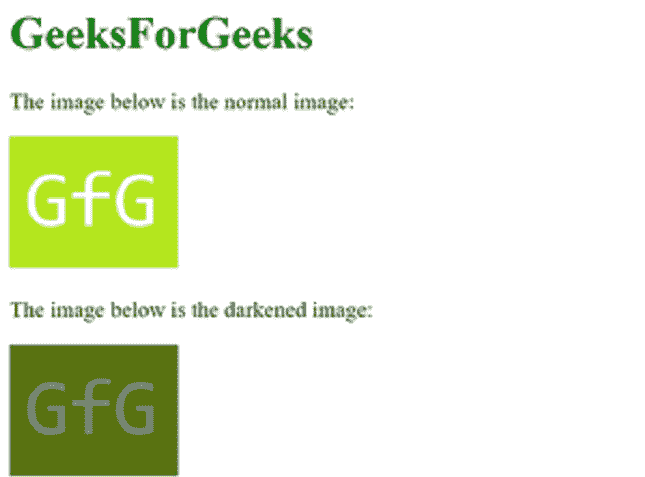 GeeksForGeeks
The image below is the normal image:
GfG
The image below is the darkened image:
GfG